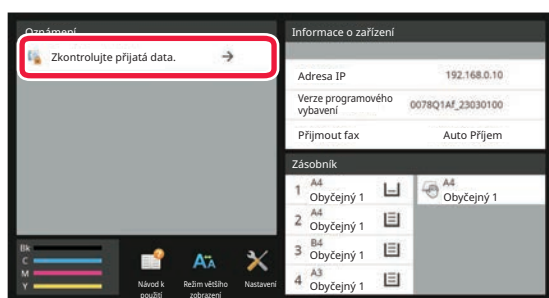 Oznámení
Zkontrolujte přijatá data.
Informace o zařízení
Adresa IP 192.168.0.10
Verze programového
vybavení 0078Q1Af_23030100
Přijmout fax Auto Příjem
Zásobník
1 A4
Obyčejný 1
A4
Obyčejný 1
2 A4
Obyčejný 1
3 B4
Obyčejný 1
4 A3
Obyčejný 1
Bk
C
M
Y
Návod k
použití
Režim většího
zobrazení
Nastavení